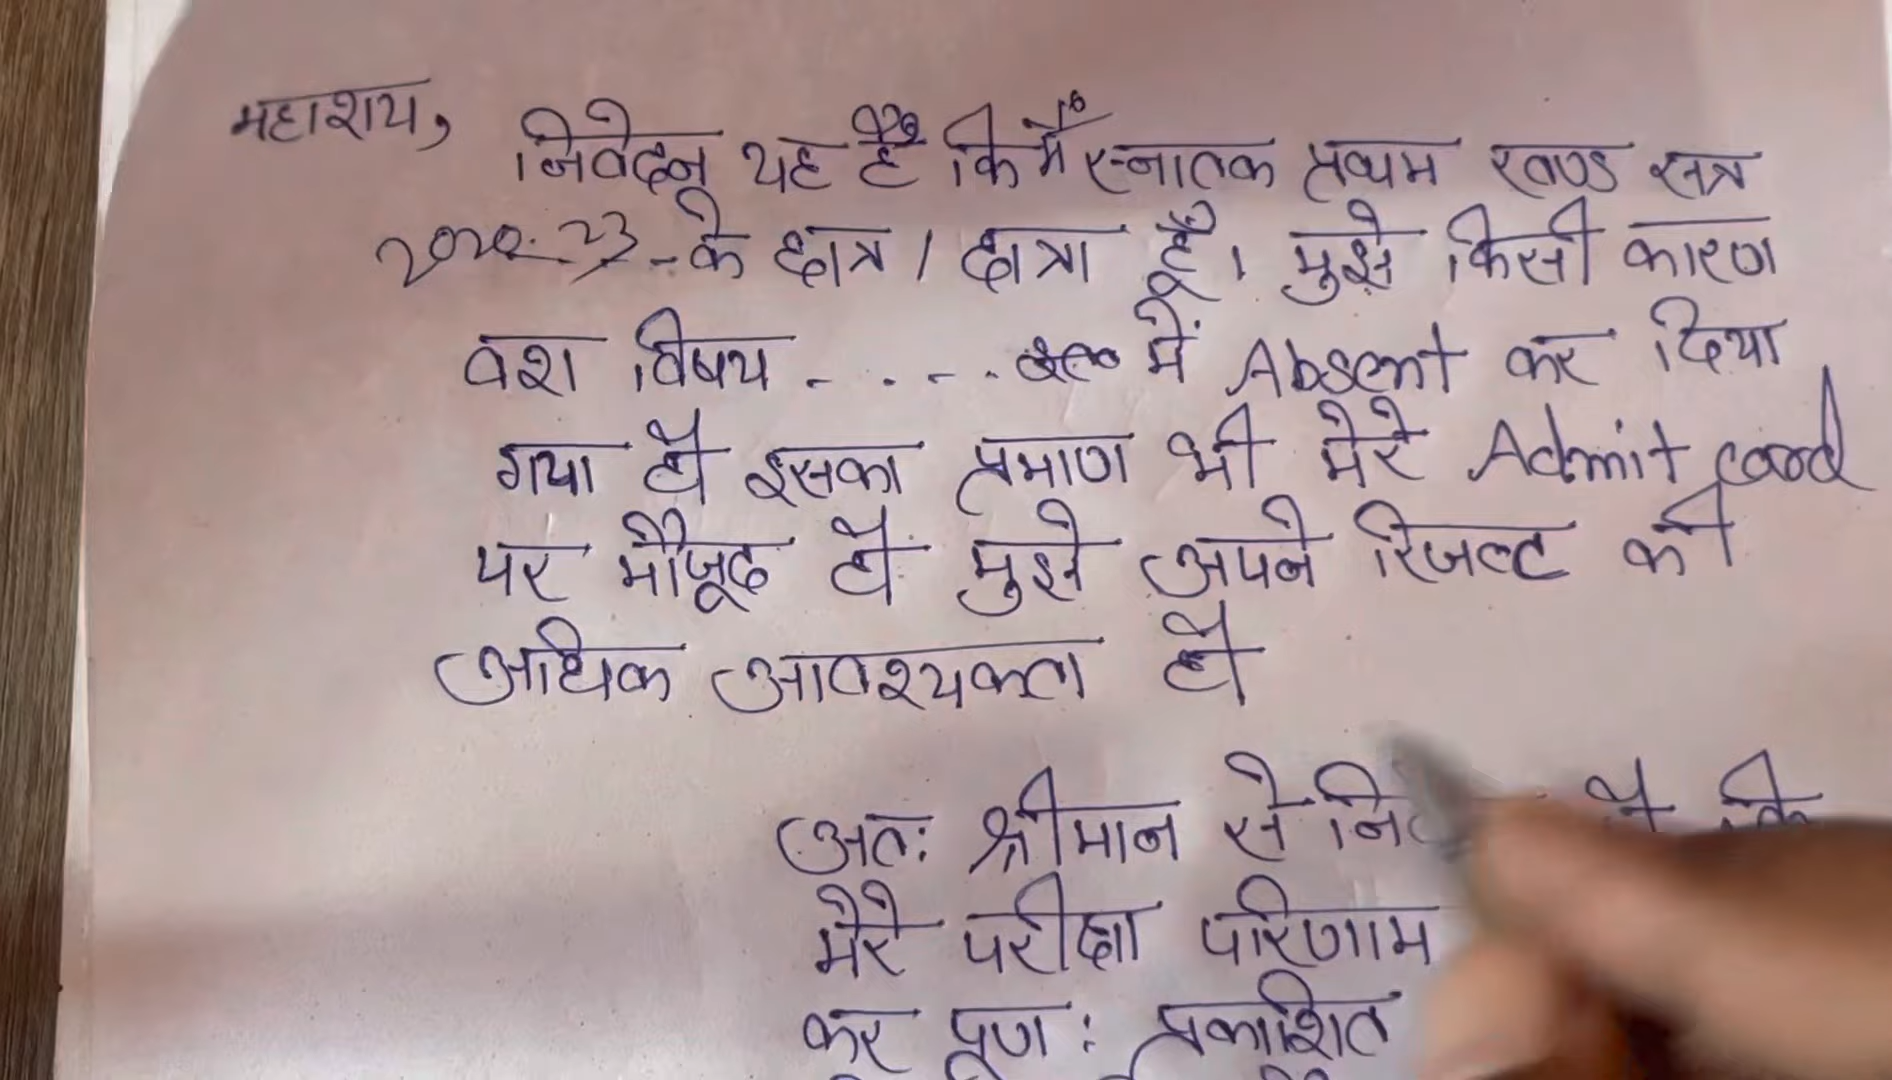 महाशय,
निवेदन यह है कि मैं स्नातक प्रथम खण्ड सत्र
2020-23 के छात्र / छात्रा हूँ। मुझे किसी कारण
वश विषय - . . - - . में Absent कर दिया
गया है इसका प्रमाण भी मेरे Admit card
पर मौजूद है मुझे अपने रिजल्ट की
अधिक आवश्यकता है
अतः श्रीमान से है कि
मेरे परीक्षा परिणाम
कर पूण: प्रकाशित